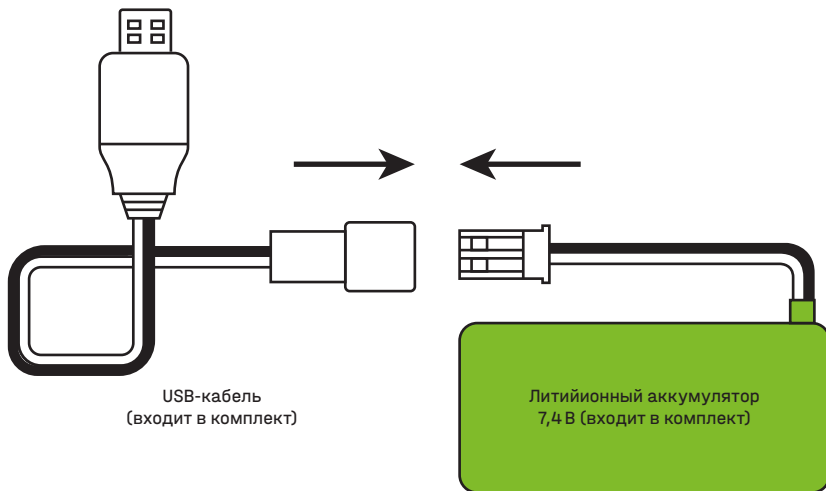 USB-кабель
(входит в комплект)
Литийионный аккумулятор
7,4 В (входит в комплект)